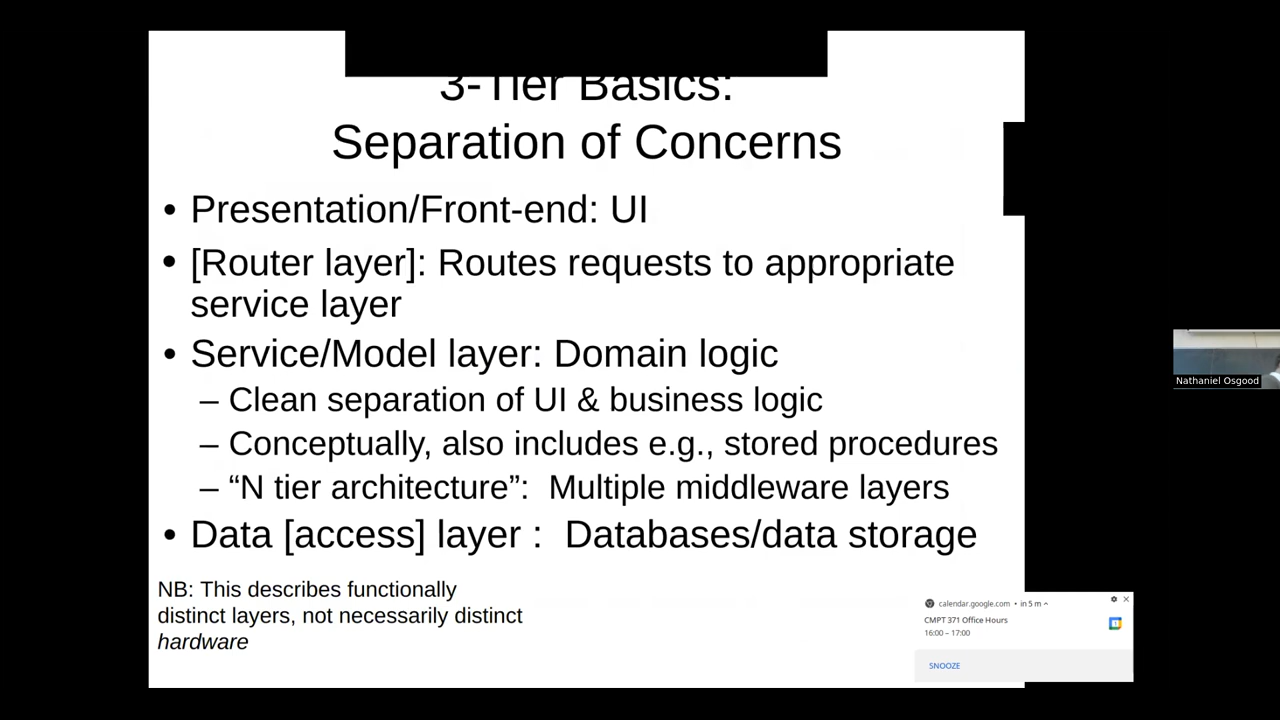 3-Tier Basics:
Separation of Concerns
• Presentation/Front-end: UI
• [Router layer]: Routes requests to appropriate
service layer
• Service/Model layer: Domain logic
– Clean separation of UI & business logic
– Conceptually, also includes e.g., stored procedures
– “N tier architecture”:  Multiple middleware layers
• Data [access] layer :  Databases/data storage
NB: This describes functionally
distinct layers, not necessarily distinct
hardware
calendar.google.com • in 5 m
CMPT 371 Office Hours
16:00 – 17:00
SNOOZE
Nathaniel Osgood